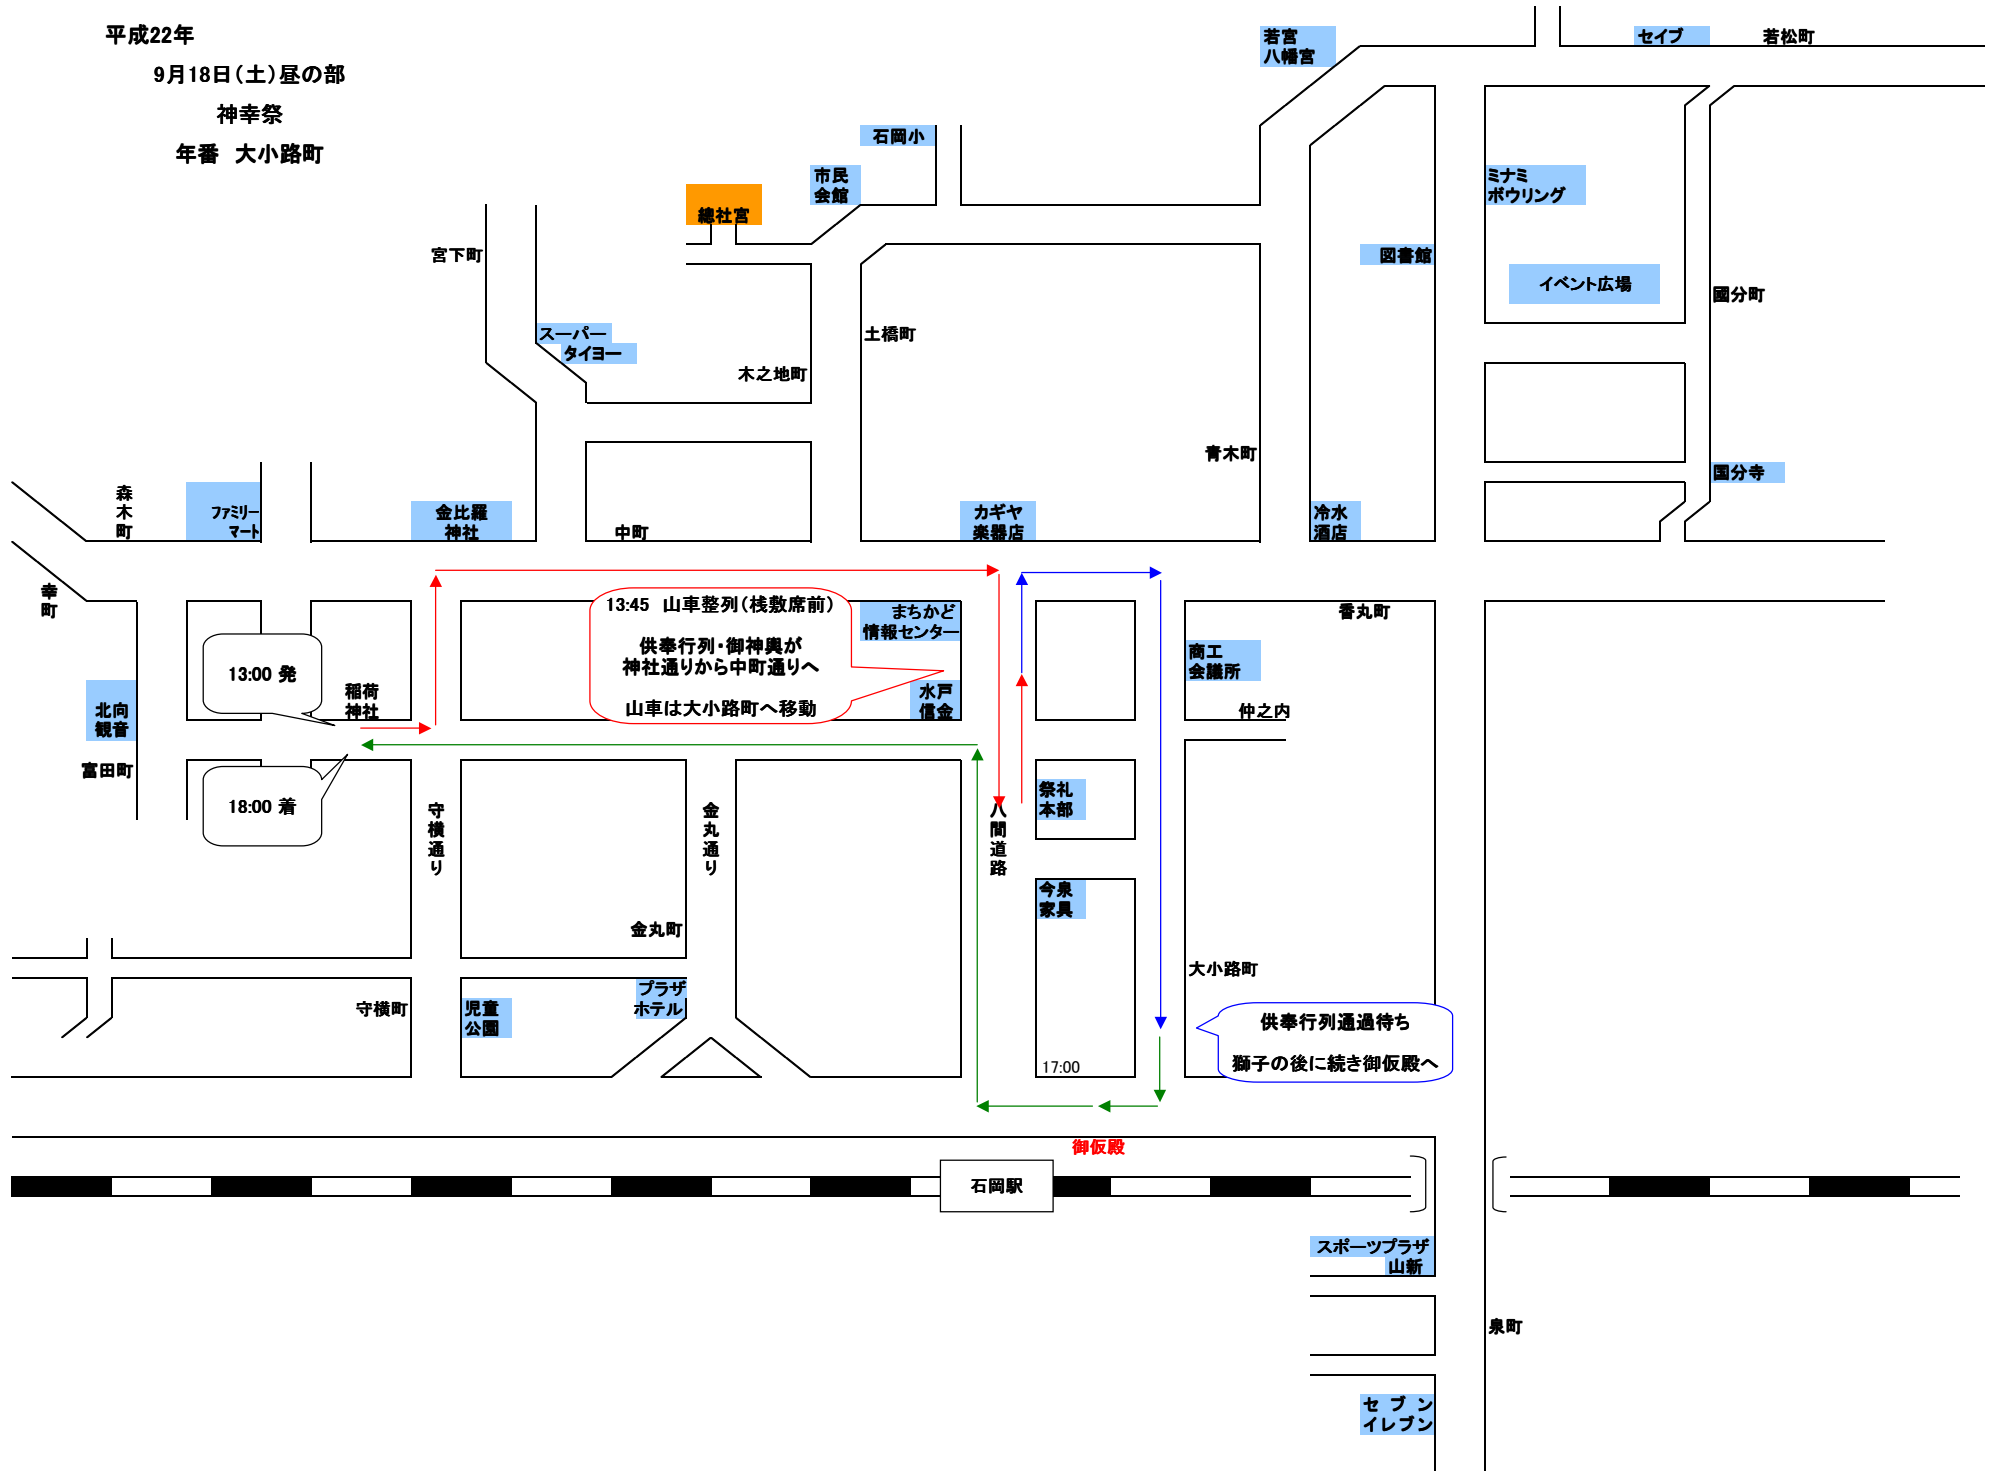 平成22年
9月18日（土）昼の部
神幸祭
年番　大小路町
若宮
八幡宮
セイブ
若松町
石岡小
市民
会館
ミナミ
ボウリング
總社宮
宮下町
図書館
イベント広場
國分町
スーパー
タイヨー
土橋町
木之地町
青木町
国分寺
森
木
町
ファミリー
マート
金比羅
神社
中町
カギヤ
楽器店
冷水
酒店
幸
町
13:45　山車整列（桟敷席前）
供奉行列・御神輿が
神社通りから中町通りへ
山車は大小路町へ移動
まちかど
情報センター
香丸町
13:00 発
商工
会議所
稲荷
神社
北向
観音
水戸
信金
仲之内
富田町
18:00 着
守
横
通
り
金
丸
通
り
八
間
道
路
祭礼
本部
今泉
家具
金丸町
大小路町
守横町
児童
公園
プラザ
ホテル
供奉行列通過待ち
獅子の後に続き御仮殿へ
17:00
御仮殿
石岡駅
スポーツプラザ
山新
泉町
セ ブ ン
イレブン